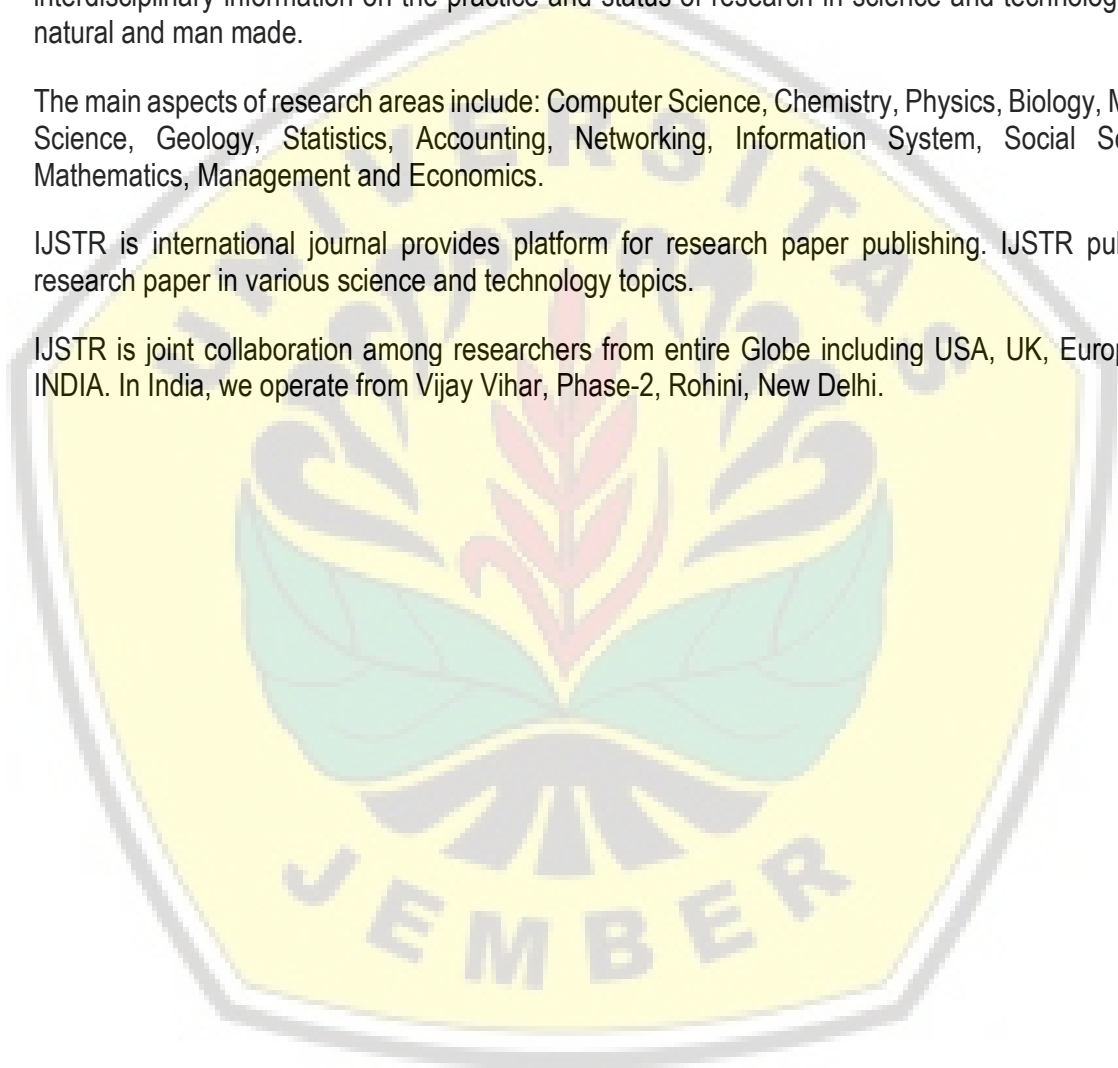 interdisciplinary information on the practice and status of research in science and technology
natural and man made.
The main aspects of research areas include: Computer Science, Chemistry, Physics, Biology,
Science, Geology, Statistics, Accounting, Networking, Information System, Social
Mathematics, Management and Economics.
IJSTR is international journal provides platform for research paper publishing. IJSTR
research paper in various science and technology topics.
IJSTR is joint collaboration among researchers from entire Globe including USA, UK,
INDIA. In India, we operate from Vijay Vihar, Phase-2, Rohini, New Delhi.
UNIVERSITAS
JEMBER